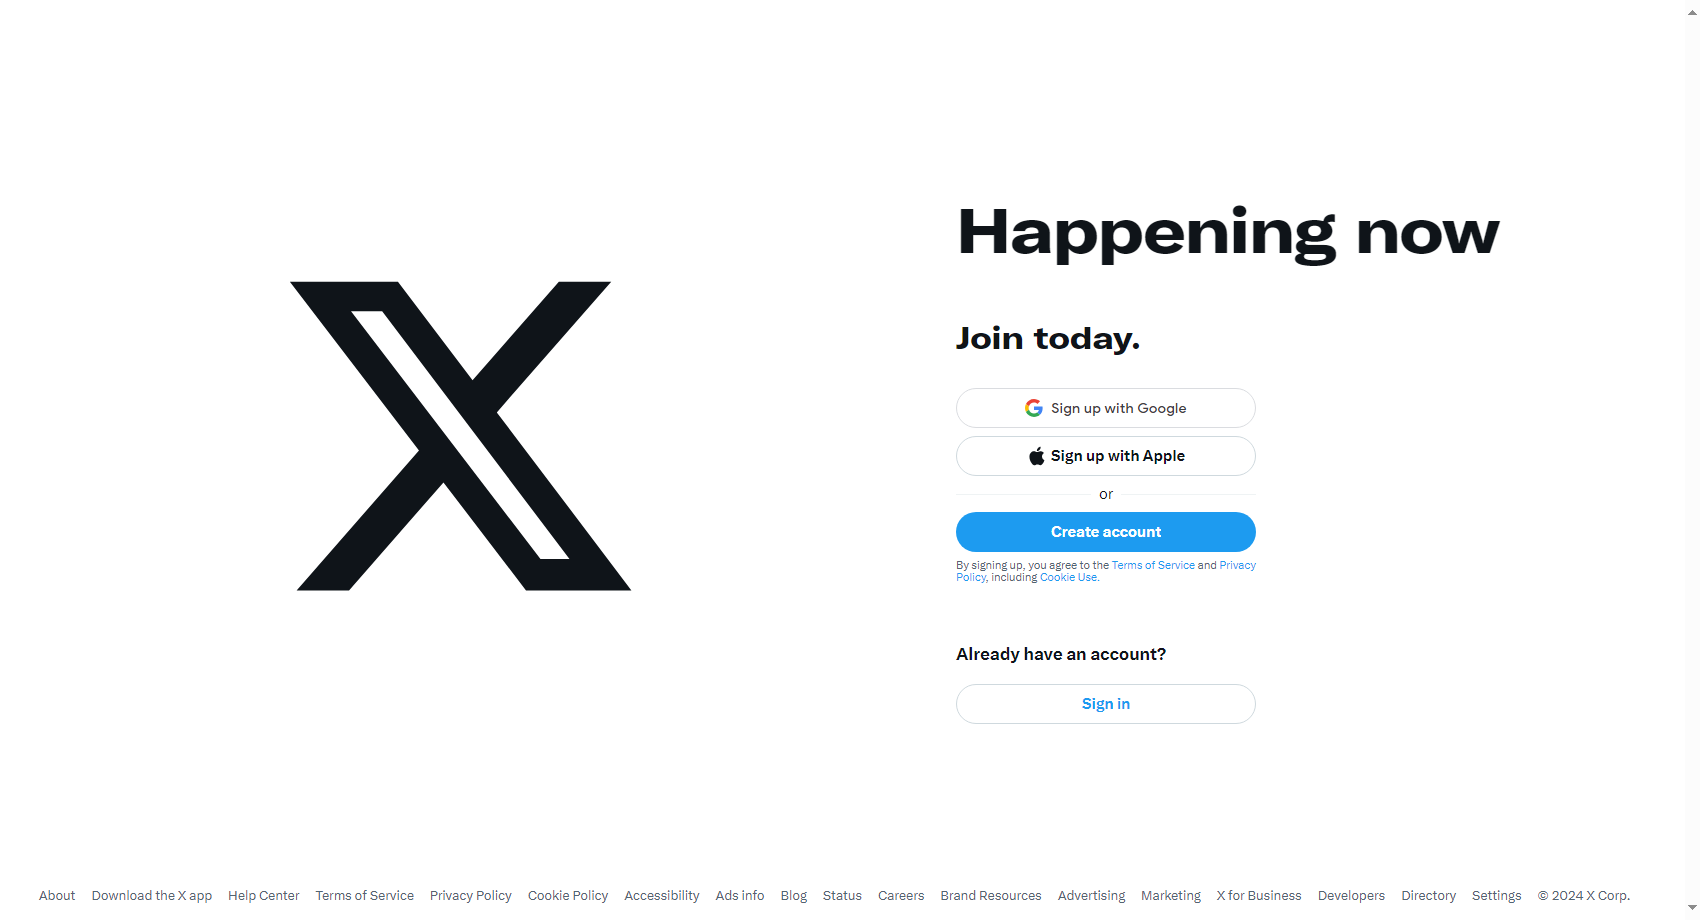 Happening now
Join today.
Sign up with Google
Sign up with Apple
or
Create account
By signing up, you agree to the Terms of Service and Privacy
Policy, including Cookie Use.
Already have an account?
Sign in
About Download the X app Help Center Terms of Service Privacy Policy Cookie Policy Accessibility Ads info Blog Status Careers Brand Resources Advertising Marketing X for Business Developers Directory Settings © 2024 X Corp.